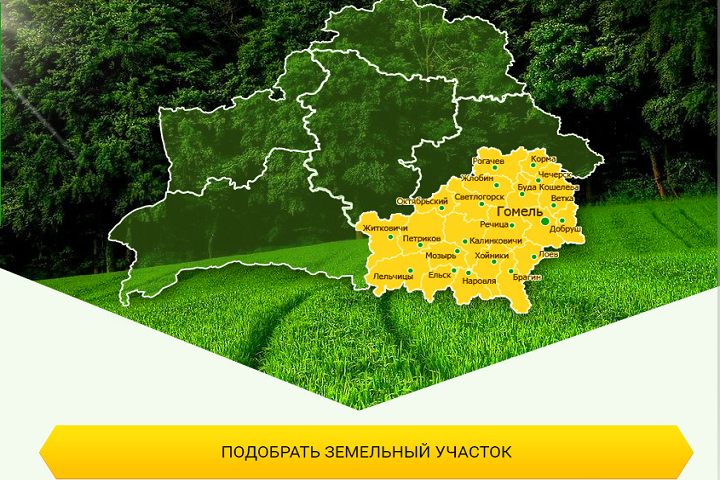 Рогачев
Корма
Жлобин
Чечерск
Буда Кошелева
Светлогорск
Ветка
Октябрьский
Гомель
Житковичи
Речица
Добруш
Петриков
Калинковичи
Мозырь
Хойники
Лоев
Лельчицы
Ельск
Наровля
Брагин
ПОДОБРАТЬ ЗЕМЕЛЬНЫЙ УЧАСТОК